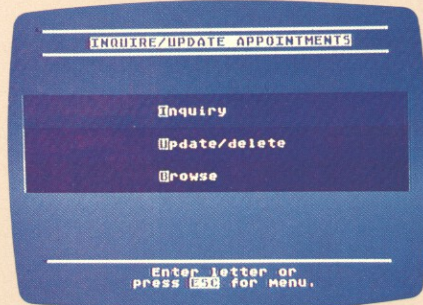 INQUIRE/UPDATE APPOINTMENTS
Inquiry
Update/delete
Browse
Enter letter or
press ESC for Menu.